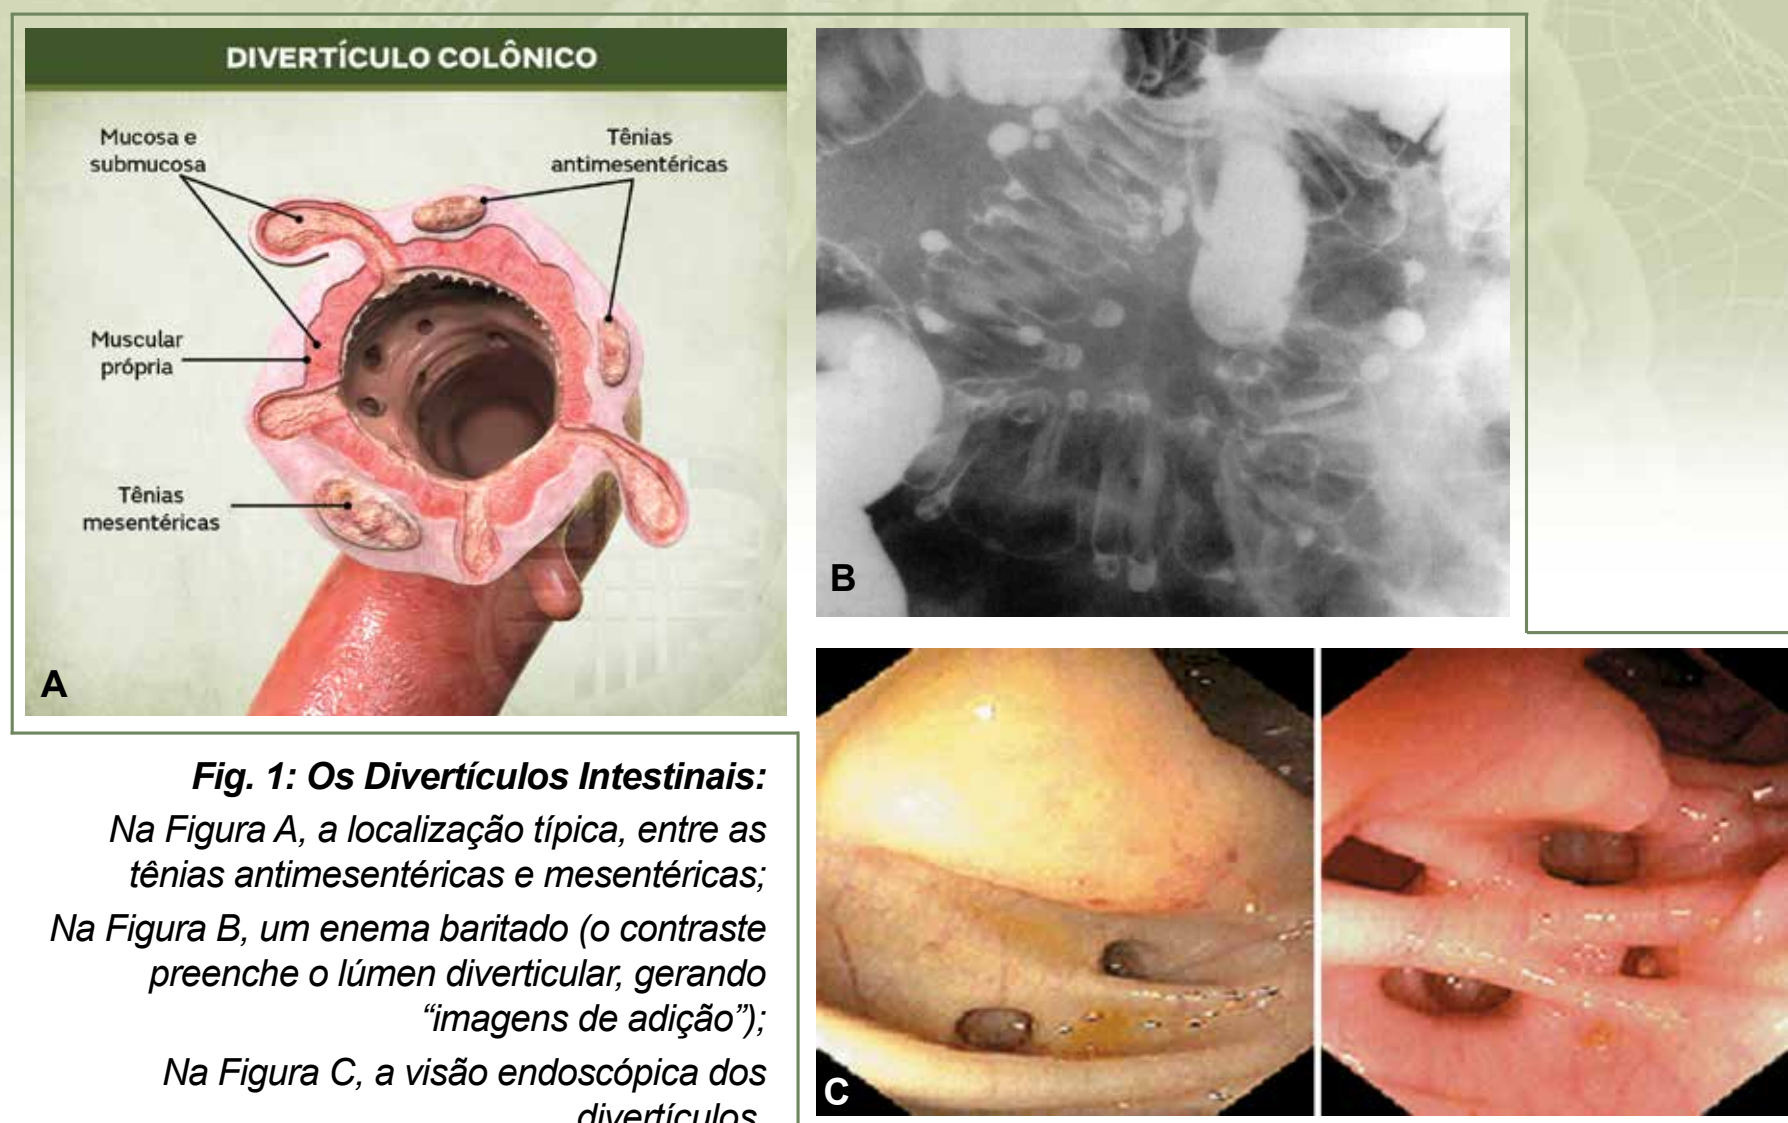 DIVERTÍCULO COLÔNICO
Mucosa e
submucosa
Tênias
antimesentéricas
Muscular
própria
Tênias
mesentéricas
A
B
Fig. 1: Os Divertículos Intestinais:
Na Figura A, a localização típica, entre as
tênias antimesentéricas e mesentéricas;
Na Figura B, um enema baritado (o contraste
preenche o lúmen diverticular, gerando
“imagens de adição”);
Na Figura C, a visão endoscópica dos
divertículos.
C